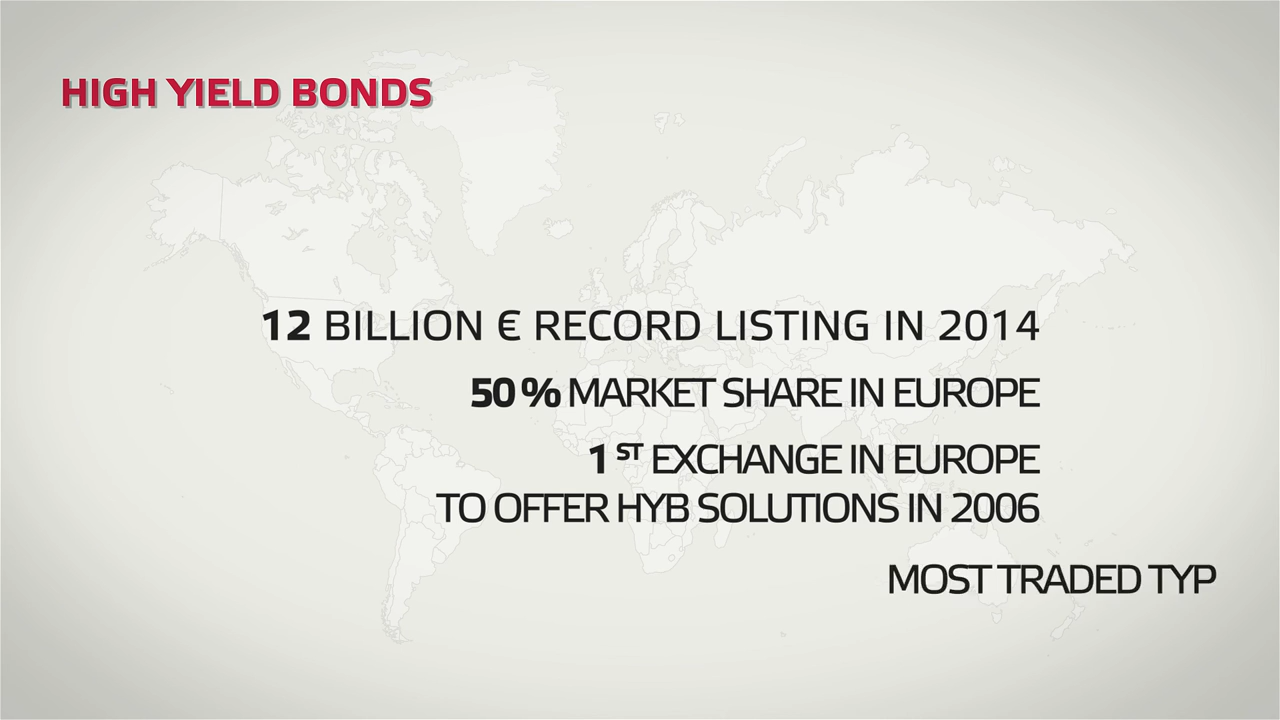 HIGH YIELD BONDS
12 BILLION € RECORD LISTING IN 2014
50 % MARKET SHARE IN EUROPE
1 ST EXCHANGE IN EUROPE
TO OFFER HYB SOLUTIONS IN 2006
MOST TRADED TYP